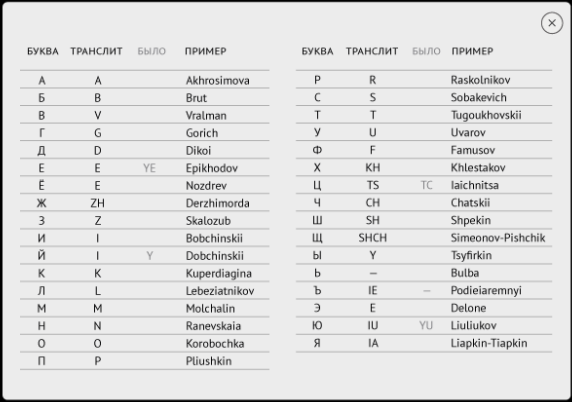 БУКВА ТРАНСЛИТ БЫЛО ПРИМЕР
А A Akhrosimova
Б B Brut
В V Vralman
Г G Gorich
Д D Dikoi
Е E YE Epikhodov
Ё E Nozdrev
Ж ZH Derzhimorda
З Z Skalozub
И I Bobchinskii
Й I Y Dobchinskii
К K Kuperdiagina
Л L Lebeziatnikov
М M Molchalin
Н N Ranevskaia
О O Korobochka
П P Pliushkin
БУКВА ТРАНСЛИТ БЫЛО ПРИМЕР
Р R Raskolnikov
С S Sobakevich
Т T Tugoukhovskii
У U Uvarov
Ф F Famusov
Х KH Khlestakov
Ц TS TC Iaichnitsa
Ч CH Chatskii
Ш SH Shpekin
Щ SHCH Simeonov-Pishchik
Ы Y Tsyfirkin
Ь — Bulba
Ъ IE — Podieiaremnyi
Э E Delone
Ю IU YU Liuliukov
Я IA Liapkin-Tiapkin